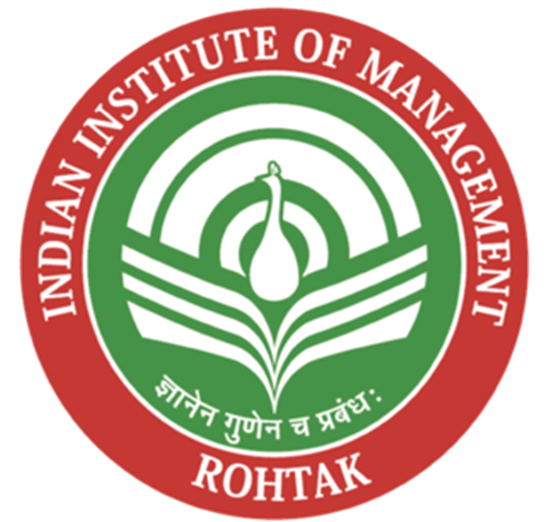 INDIAN INSTITUTE OF MANAGEMENT
ज्ञानेन गुणेन च प्रबंधः
ROHTAK